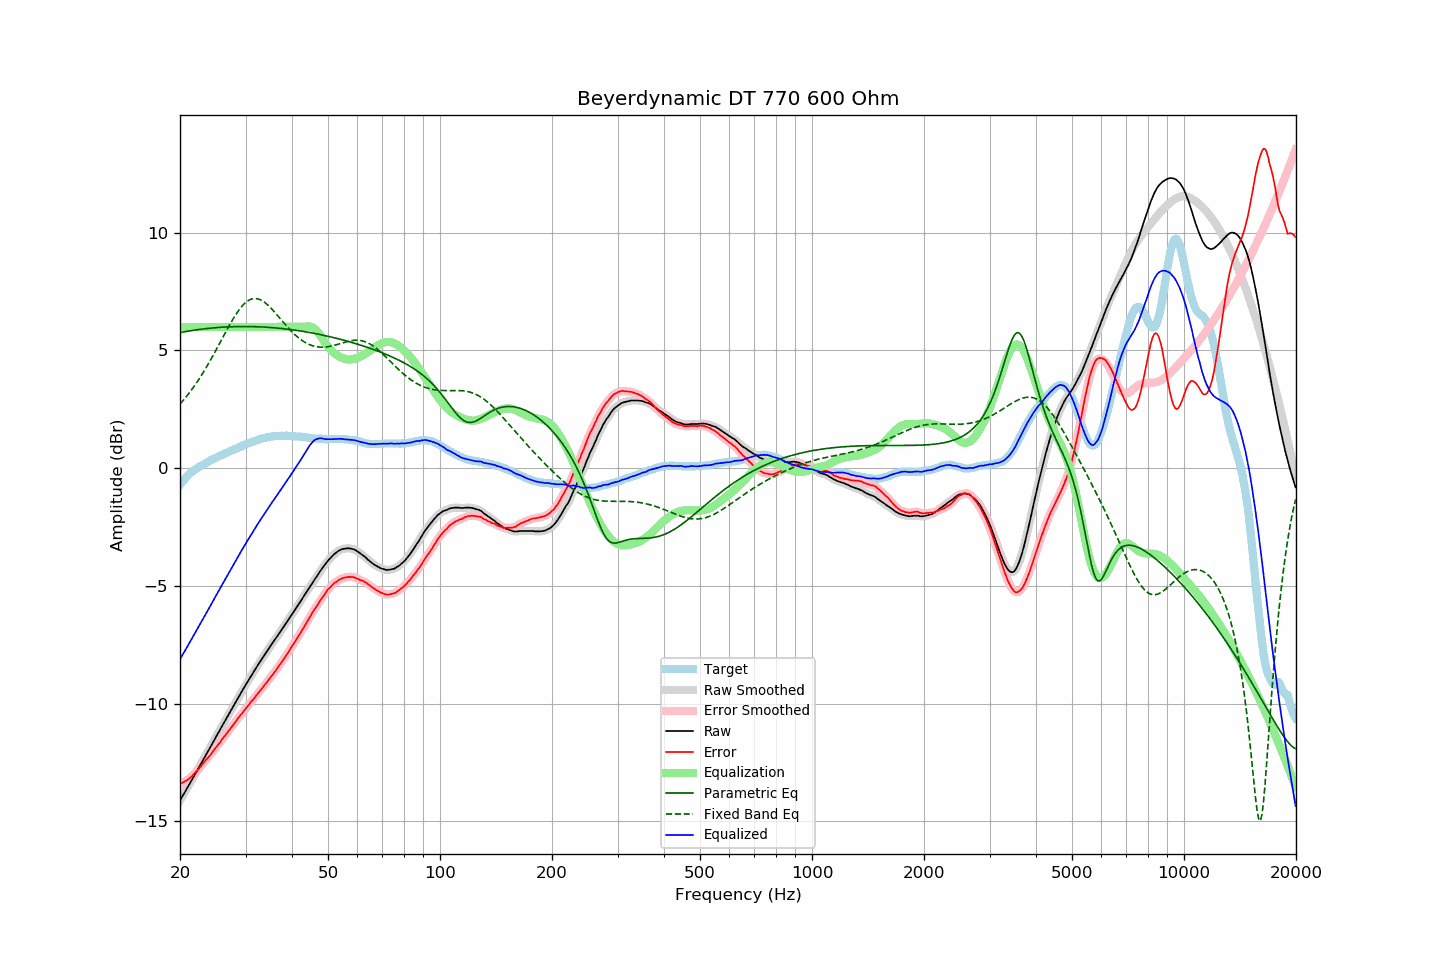 Beyerdynamic DT 770 600 Ohm
Amplitude (dBr)
10
5
0
−5
−10
−15
Target
Raw Smoothed
Error Smoothed
Raw
Error
Equalization
Parametric Eq
Fixed Band Eq
Equalized
20 50 100 200 500 1000 2000 5000 10000 20000
Frequency (Hz)